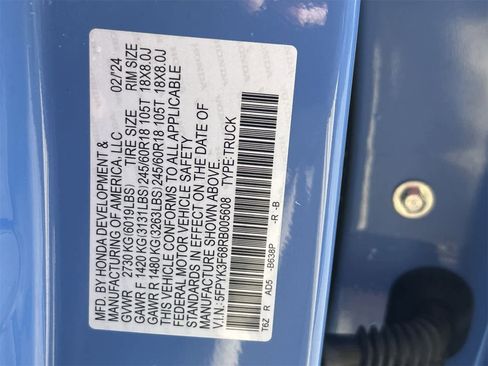 MFD. BY HONDA DEVELOPMENT & 02/'24
MANUFACTURING OF AMERICA, LLC
GVWR 2730 KG(6019LBS) TIRE SIZE RIM SIZE
GAWR F 1420 KG(3131LBS) 245/60R18 105T 18X8.0J
GAWR R 1480 KG(3263LBS) 245/60R18 105T 18X8.0J
THIS VEHICLE CONFORMS TO ALL APPLICABLE
FEDERAL MOTOR VEHICLE SAFETY
STANDARDS IN EFFECT ON THE DATE OF
MANUFACTURE SHOWN ABOVE.
V.I.N: 5FPYK3F68RB005608 TYPE:TRUCK
T6Z R AD5 -B638P -R -B